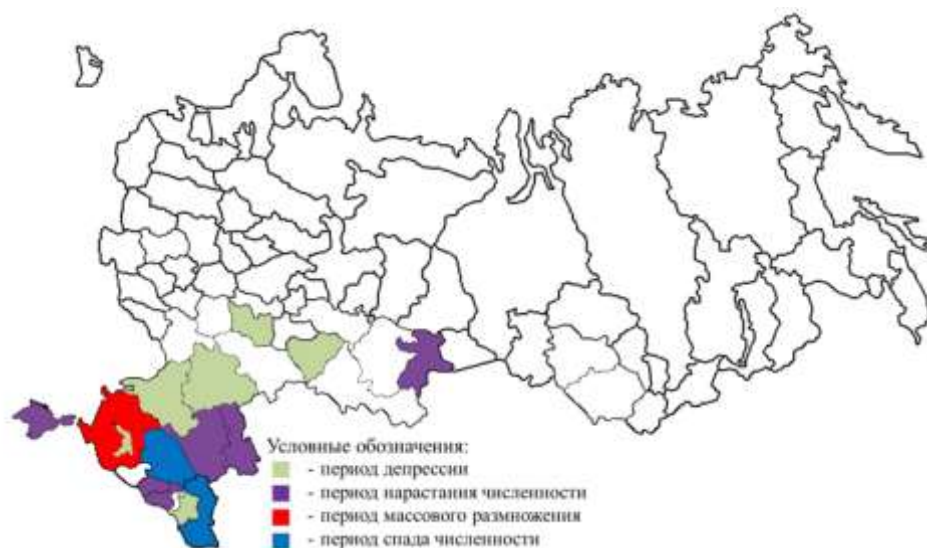 Условные обозначения:
- период депрессии
- период нарастания численности
- период массового размножения
- период спада численности